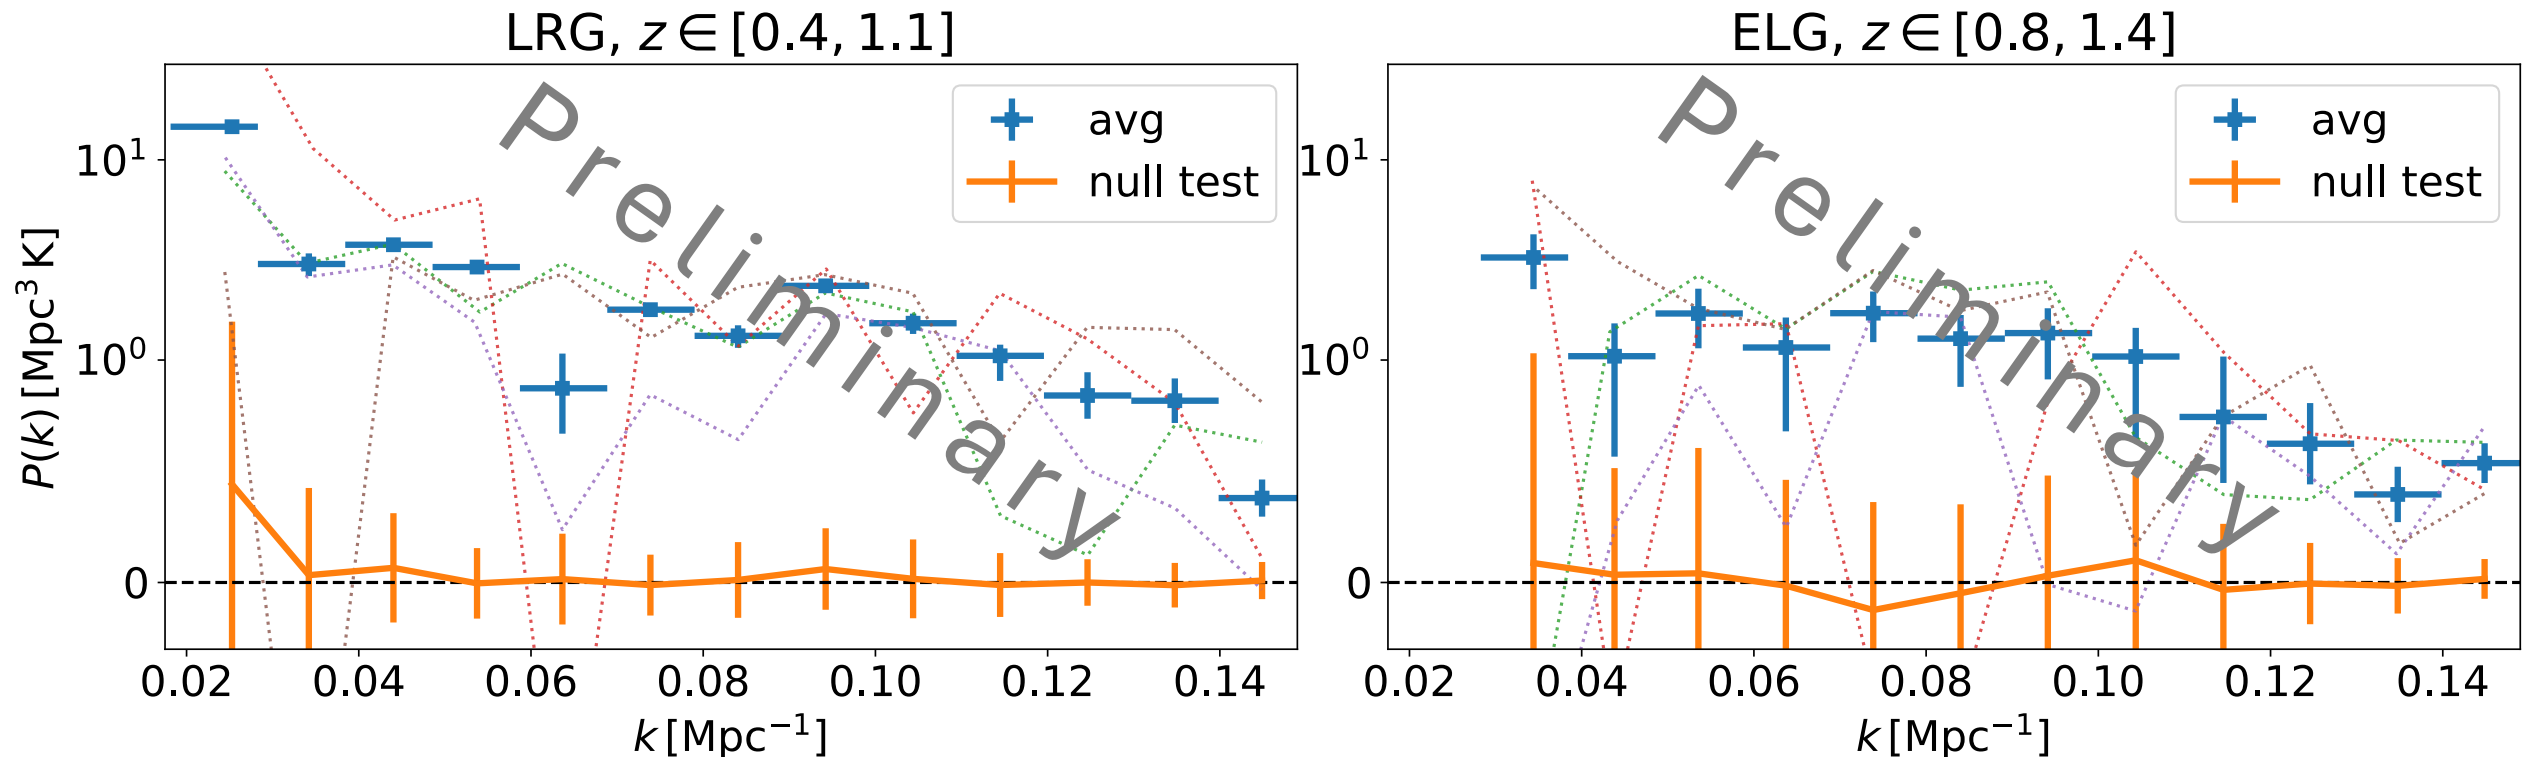 LRG, z ∈ [0.4, 1.1]
P(k) [Mpc³ K]
10¹
10⁰
0
avg
null test
Preliminary
0.02 0.04 0.06 0.08 0.10 0.12 0.14
k [Mpc⁻¹]
ELG, z ∈ [0.8, 1.4]
10¹
10⁰
0
avg
null test
Preliminary
0.02 0.04 0.06 0.08 0.10 0.12 0.14
k [Mpc⁻¹]